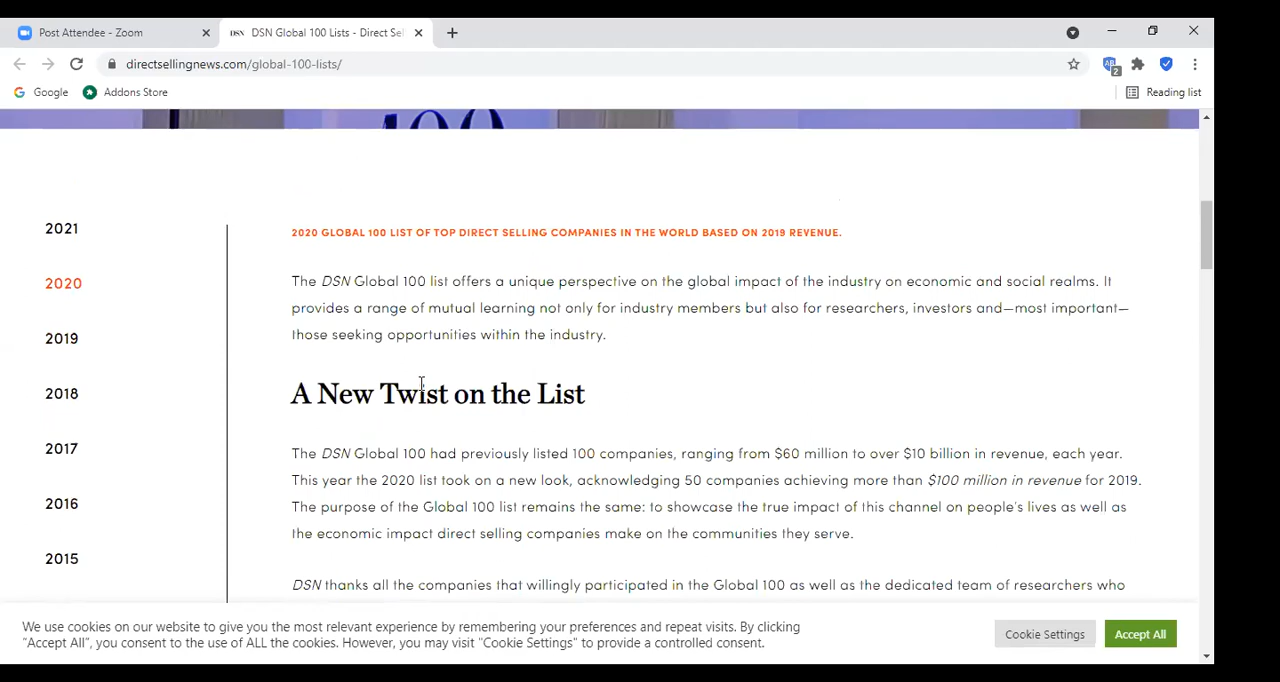 Post Attendee - Zoom
DSN Global 100 Lists - Direct Sel
directsellingnews.com/global-100-lists/
2
Google
Addons Store
Reading list
100
2021
2020
2019
2018
2017
2016
2015
2020 GLOBAL 100 LIST OF TOP DIRECT SELLING COMPANIES IN THE WORLD BASED ON 2019 REVENUE.
The DSN Global 100 list offers a unique perspective on the global impact of the industry on economic and social realms. It
provides a range of mutual learning not only for industry members but also for researchers, investors and—most important—
those seeking opportunities within the industry.
A New Twist on the List
The DSN Global 100 had previously listed 100 companies, ranging from $60 million to over $10 billion in revenue, each year.
This year the 2020 list took on a new look, acknowledging 50 companies achieving more than $100 million in revenue for 2019.
The purpose of the Global 100 list remains the same: to showcase the true impact of this channel on people's lives as well as
the economic impact direct selling companies make on the communities they serve.
DSN thanks all the companies that willingly participated in the Global 100 as well as the dedicated team of researchers who
We use cookies on our website to give you the most relevant experience by remembering your preferences and repeat visits. By clicking
"Accept All", you consent to the use of ALL the cookies. However, you may visit "Cookie Settings" to provide a controlled consent.
Cookie Settings
Accept All